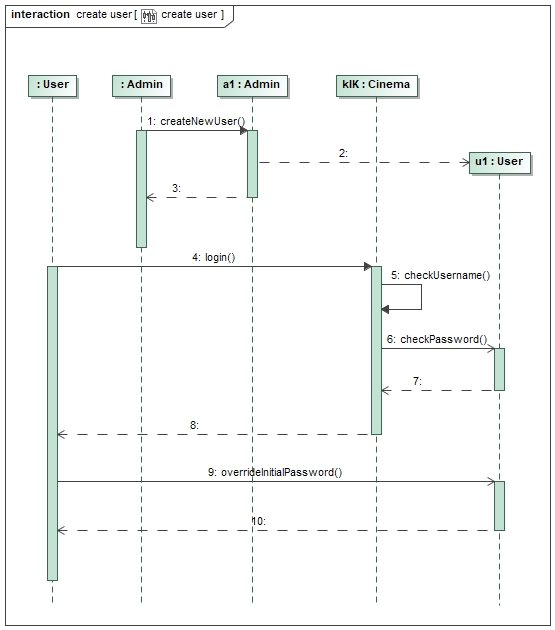 interaction create user [ create user ]
: User
: Admin
a1 : Admin
kIK : Cinema
1: createNewUser()
2:
u1 : User
3:
4: login()
5: checkUsername()
6: checkPassword()
7:
8:
9: overrideInitialPassword()
10: